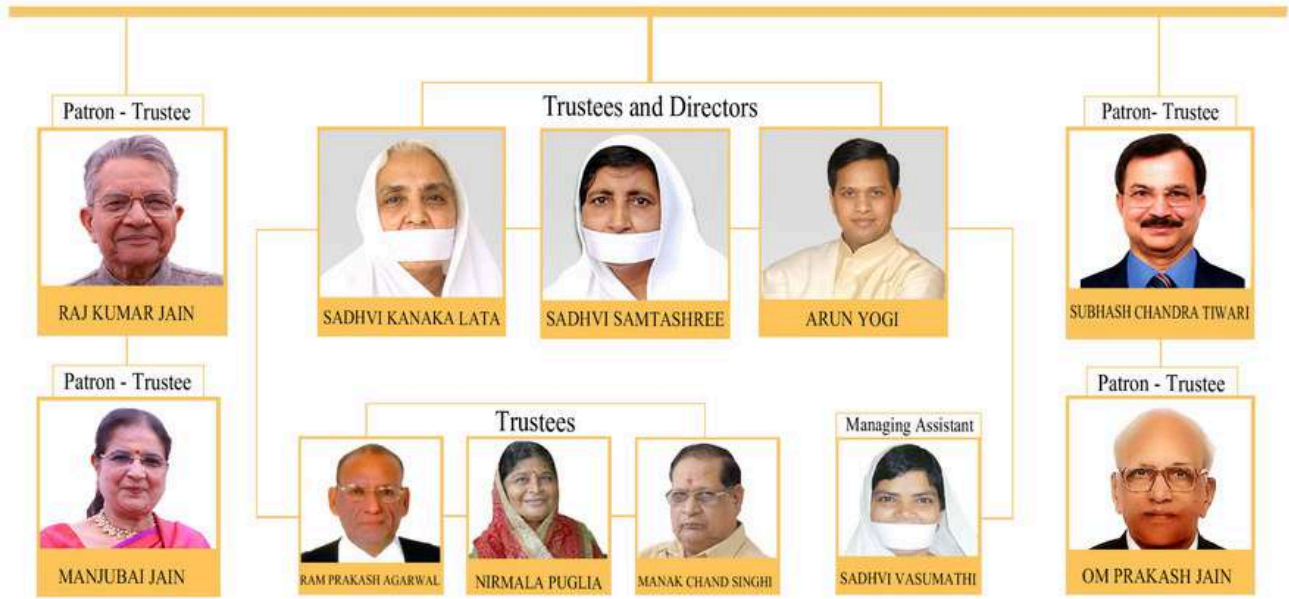 Patron - Trustee
RAJ KUMAR JAIN
Patron - Trustee
MANJUBAI JAIN
Trustees and Directors
SADHVI KANAKA LATA
SADHVI SAMTASHREE
ARUN YOGI
Trustees
RAM PRAKASH AGARWAL
NIRMALA PUGLIA
MANAK CHAND SINGHI
Managing Assistant
SADHVI VASUMATHI
Patron- Trustee
SUBHASH CHANDRA TIWARI
Patron - Trustee
OM PRAKASH JAIN